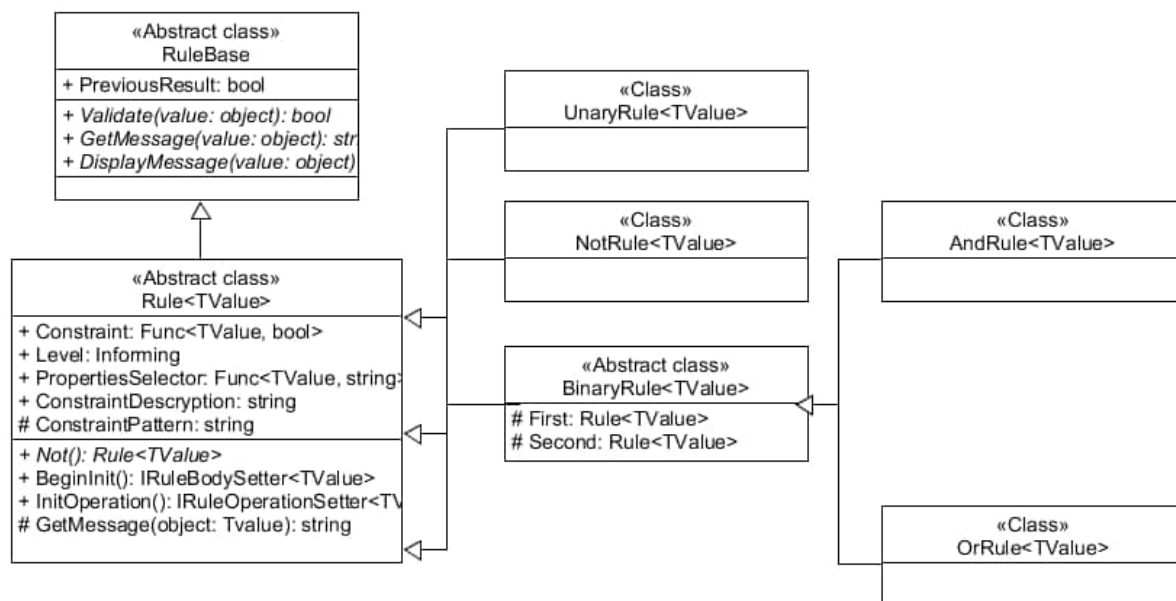 «Abstract class»
RuleBase
+ PreviousResult: bool
+ Validate(value: object): bool
+ GetMessage(value: object): str
+ DisplayMessage(value: object)
«Abstract class»
Rule<TValue>
+ Constraint: Func<TValue, bool>
+ Level: Informing
+ PropertiesSelector: Func<TValue, string>
+ ConstraintDescryption: string
# ConstraintPattern: string
+ Not(): Rule<TValue>
+ BeginInit(): IRuleBodySetter<TValue>
+ InitOperation(): IRuleOperationSetter<TV
# GetMessage(object: Tvalue): string
«Class»
UnaryRule<TValue>
«Class»
NotRule<TValue>
«Abstract class»
BinaryRule<TValue>
# First: Rule<TValue>
# Second: Rule<TValue>
«Class»
AndRule<TValue>
«Class»
OrRule<TValue>